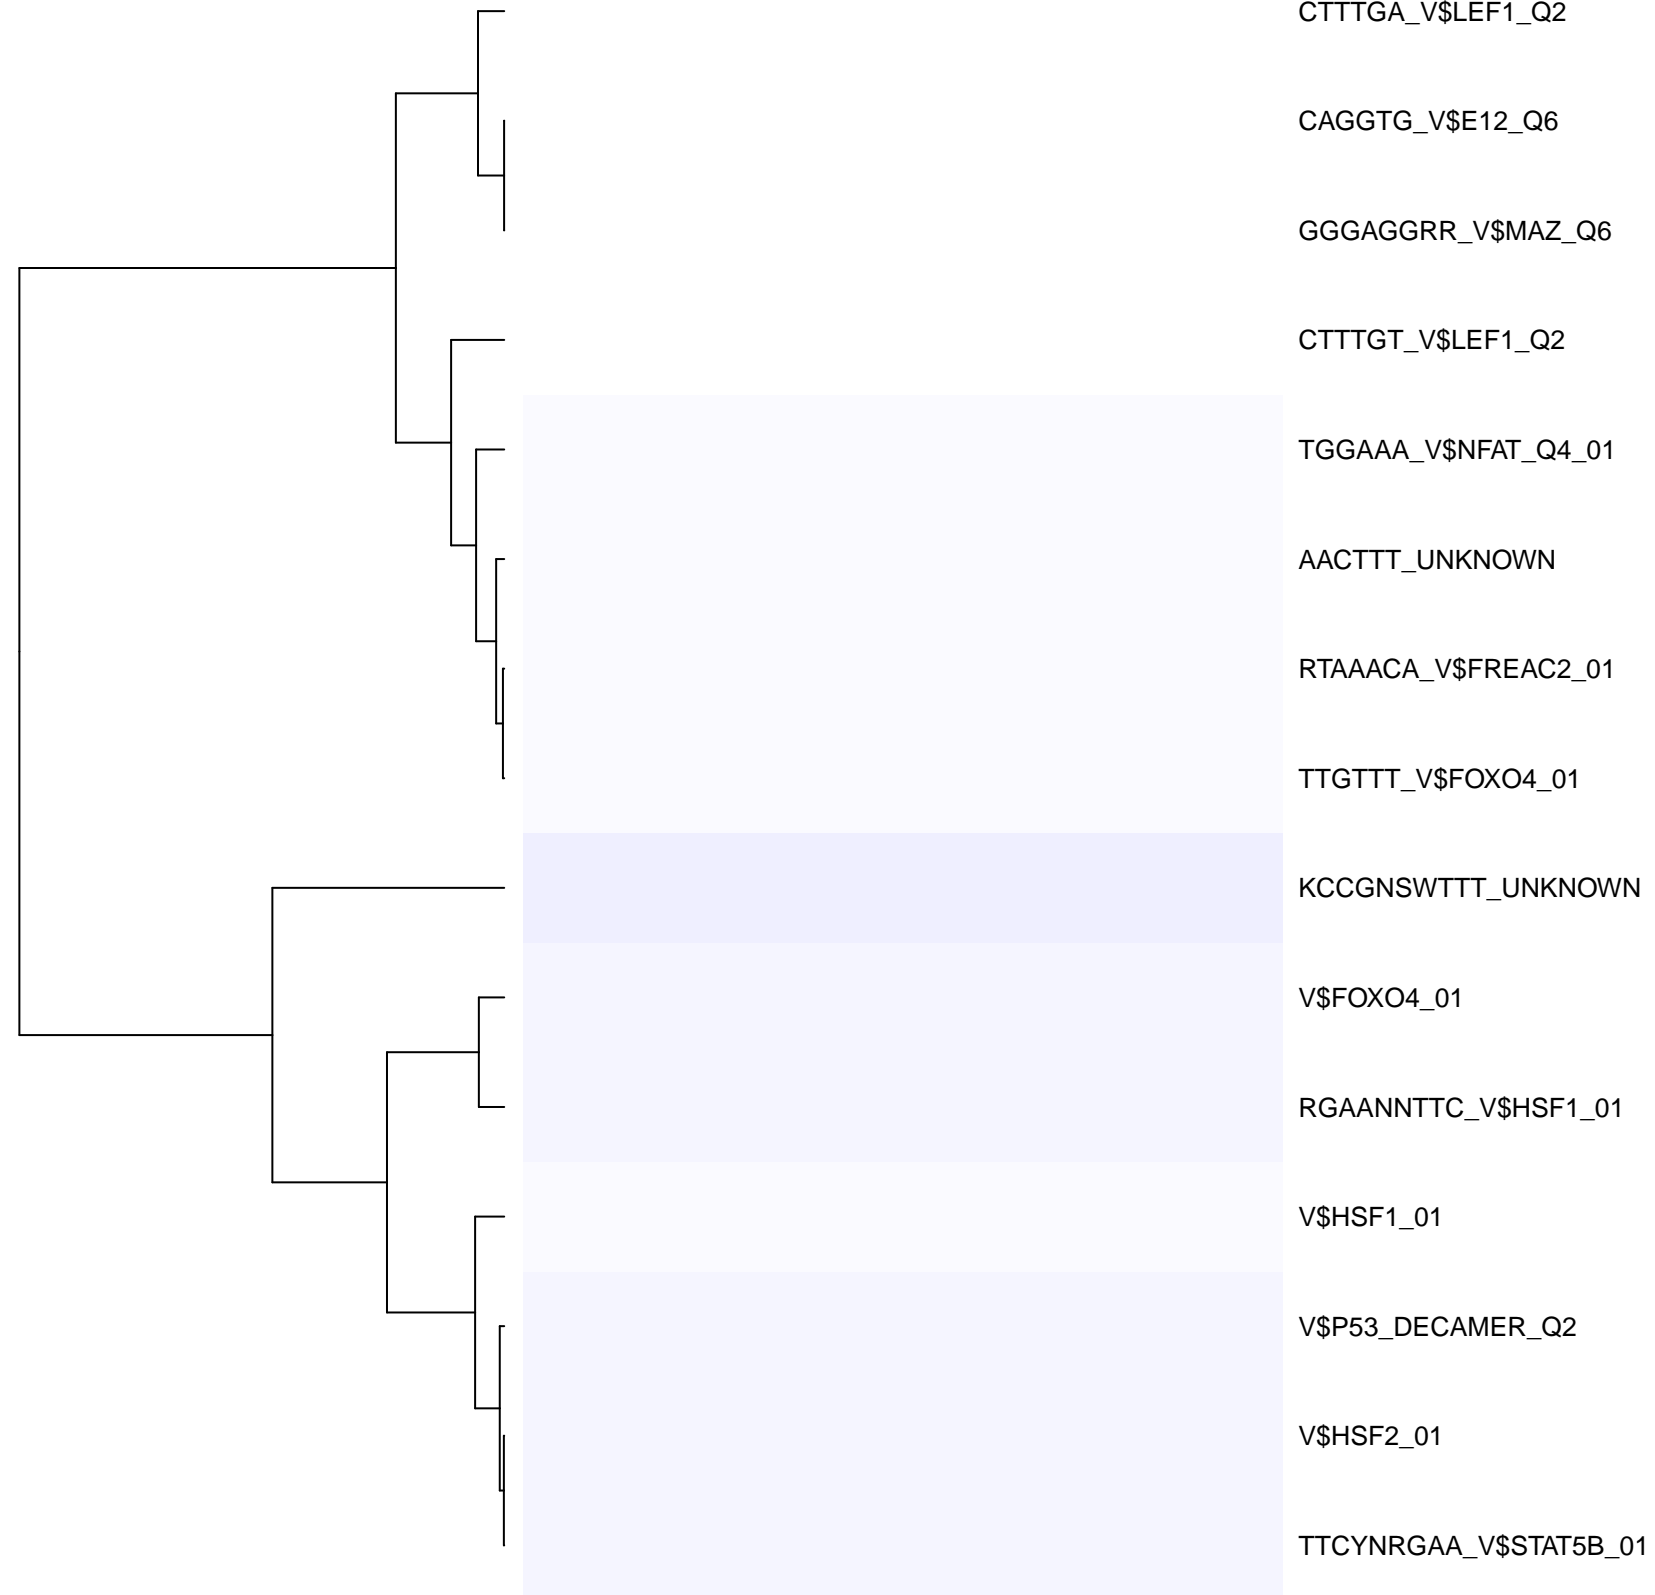 CTTTGA_V$LEF1_Q2
CAGGTG_V$E12_Q6
GGGAGGRR_V$MAZ_Q6
CTTTGT_V$LEF1_Q2
TGGAAA_V$NFAT_Q4_01
AACTTT_UNKNOWN
RTAAACA_V$FREAC2_01
TTGTTT_V$FOXO4_01
KCCGNSWTTT_UNKNOWN
V$FOXO4_01
RGAANNTTC_V$HSF1_01
V$HSF1_01
V$P53_DECAMER_Q2
V$HSF2_01
TTCYNRGAA_V$STAT5B_01